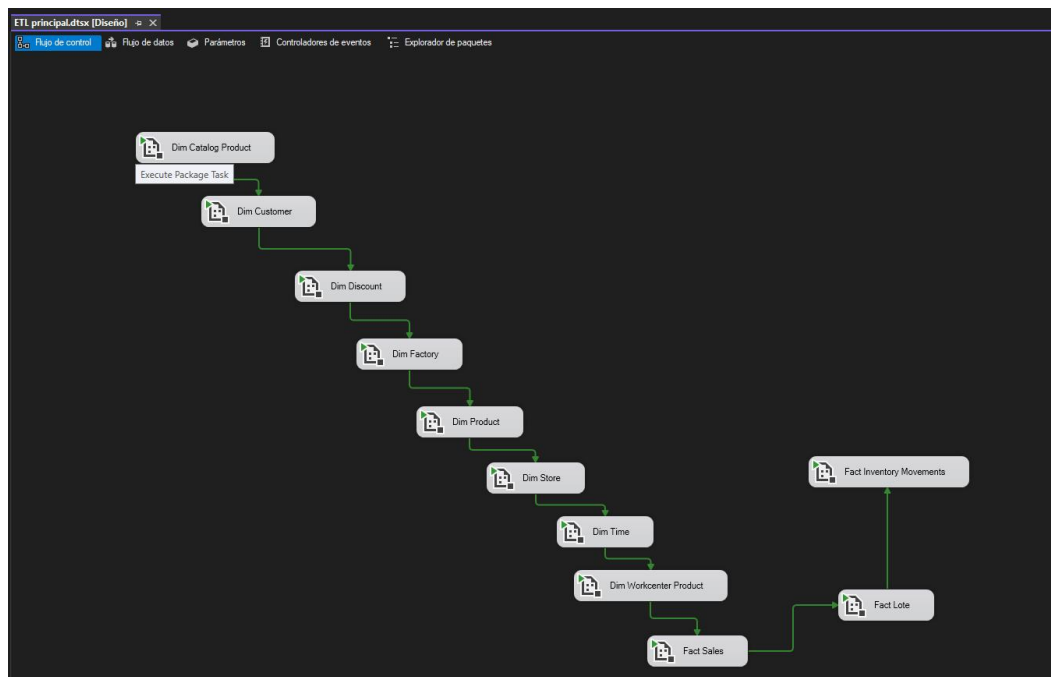 ETL principal.dtsx [Diseño]
Flujo de control Flujo de datos Parámetros Controladores de eventos Explorador de paquetes
Dim Catalog Product
Execute Package Task
Dim Customer
Dim Discount
Dim Factory
Dim Product
Dim Store
Fact Inventory Movements
Dim Time
Dim Workcenter Product
Fact Lote
Fact Sales